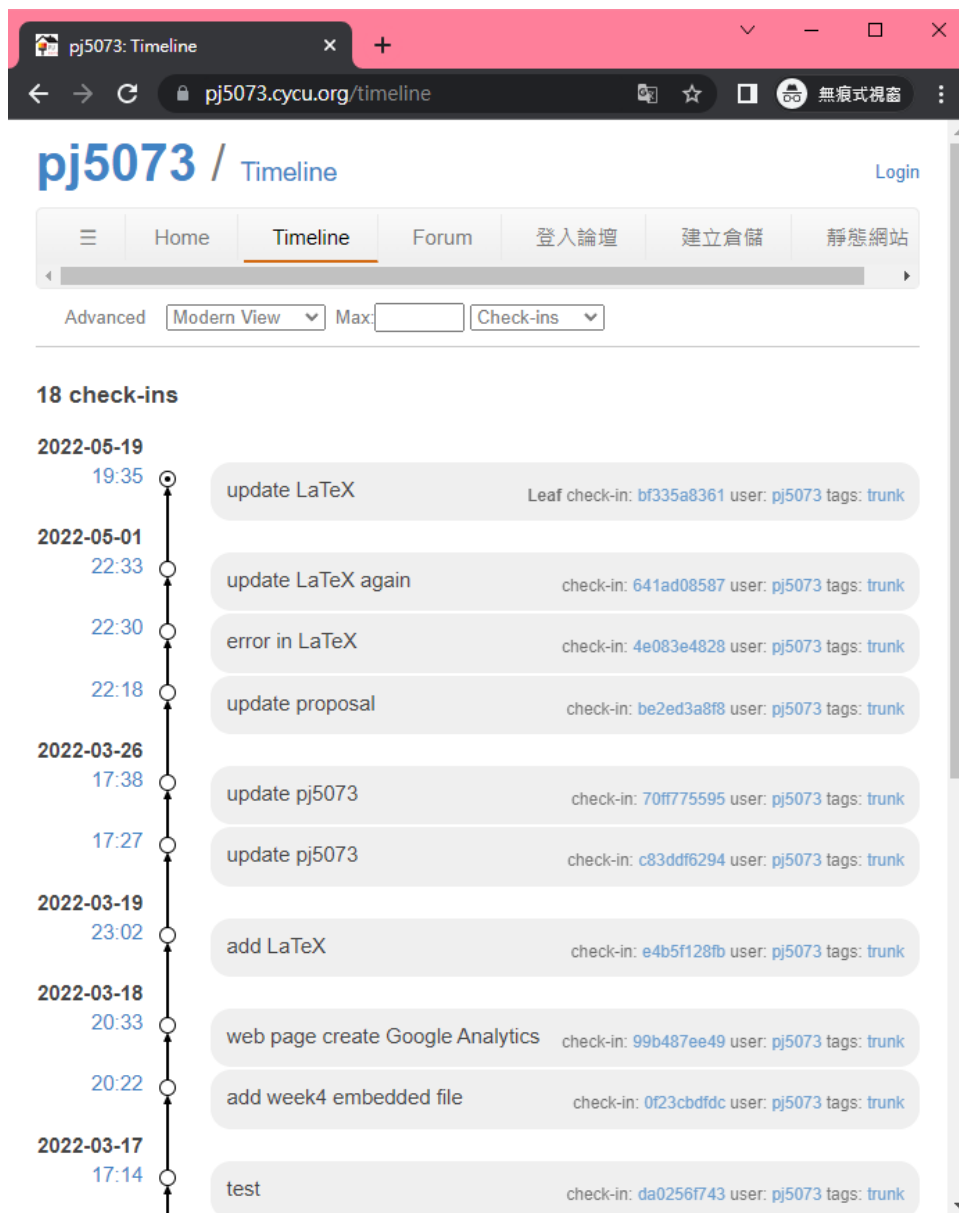 pj5073: Timeline
pj5073.cycu.org/timeline 無痕式視窗
pj5073 / Timeline Login
☰ Home Timeline Forum 登入論壇 建立倉儲 靜態網站
Advanced Modern View Max: Check-ins
18 check-ins
2022-05-19
19:35 update LaTeX Leaf check-in: bf335a8361 user: pj5073 tags: trunk
2022-05-01
22:33 update LaTeX again check-in: 641ad08587 user: pj5073 tags: trunk
22:30 error in LaTeX check-in: 4e083e4828 user: pj5073 tags: trunk
22:18 update proposal check-in: be2ed3a8f8 user: pj5073 tags: trunk
2022-03-26
17:38 update pj5073 check-in: 70ff775595 user: pj5073 tags: trunk
17:27 update pj5073 check-in: c83ddf6294 user: pj5073 tags: trunk
2022-03-19
23:02 add LaTeX check-in: e4b5f128fb user: pj5073 tags: trunk
2022-03-18
20:33 web page create Google Analytics check-in: 99b487ee49 user: pj5073 tags: trunk
20:22 add week4 embedded file check-in: 0f23cbdfdc user: pj5073 tags: trunk
2022-03-17
17:14 test check-in: da0256f743 user: pj5073 tags: trunk